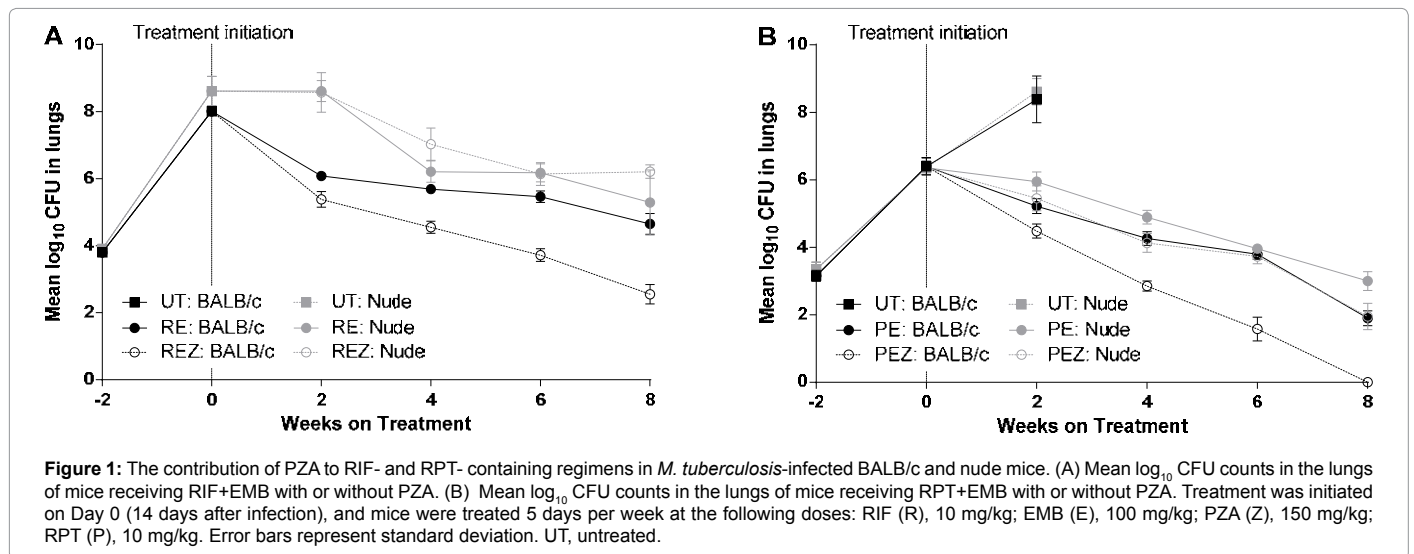 A
Treatment initiation
10
8
6
4
2
0
Mean log10 CFU in lungs
UT: BALB/c
UT: Nude
RE: BALB/c
RE: Nude
REZ: BALB/c
REZ: Nude
-2 0 2 4 6 8
Weeks on Treatment
B
Treatment initiation
10
8
6
4
2
0
Mean log10 CFU in lungs
UT: BALB/c
UT: Nude
PE: BALB/c
PE: Nude
PEZ: BALB/c
PEZ: Nude
-2 0 2 4 6 8
Weeks on Treatment
Figure 1: The contribution of PZA to RIF- and RPT- containing regimens in M. tuberculosis-infected BALB/c and nude mice. (A) Mean log10 CFU counts in the lungs
of mice receiving RIF+EMB with or without PZA. (B) Mean log10 CFU counts in the lungs of mice receiving RPT+EMB with or without PZA. Treatment was initiated
on Day 0 (14 days after infection), and mice were treated 5 days per week at the following doses: RIF (R), 10 mg/kg; EMB (E), 100 mg/kg; PZA (Z), 150 mg/kg;
RPT (P), 10 mg/kg. Error bars represent standard deviation. UT, untreated.